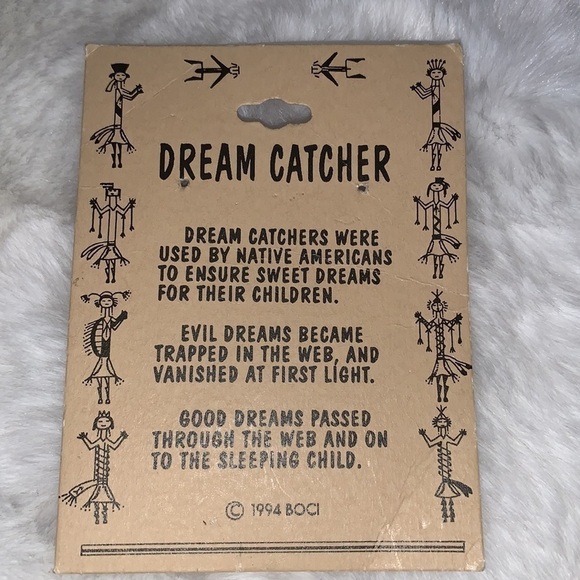 DREAM CATCHER
DREAM CATCHERS WERE
USED BY NATIVE AMERICANS
TO ENSURE SWEET DREAMS
FOR THEIR CHILDREN.
EVIL DREAMS BECAME
TRAPPED IN THE WEB, AND
VANISHED AT FIRST LIGHT.
GOOD DREAMS PASSED
THROUGH THE WEB AND ON
TO THE SLEEPING CHILD.
© 1994 BOCI